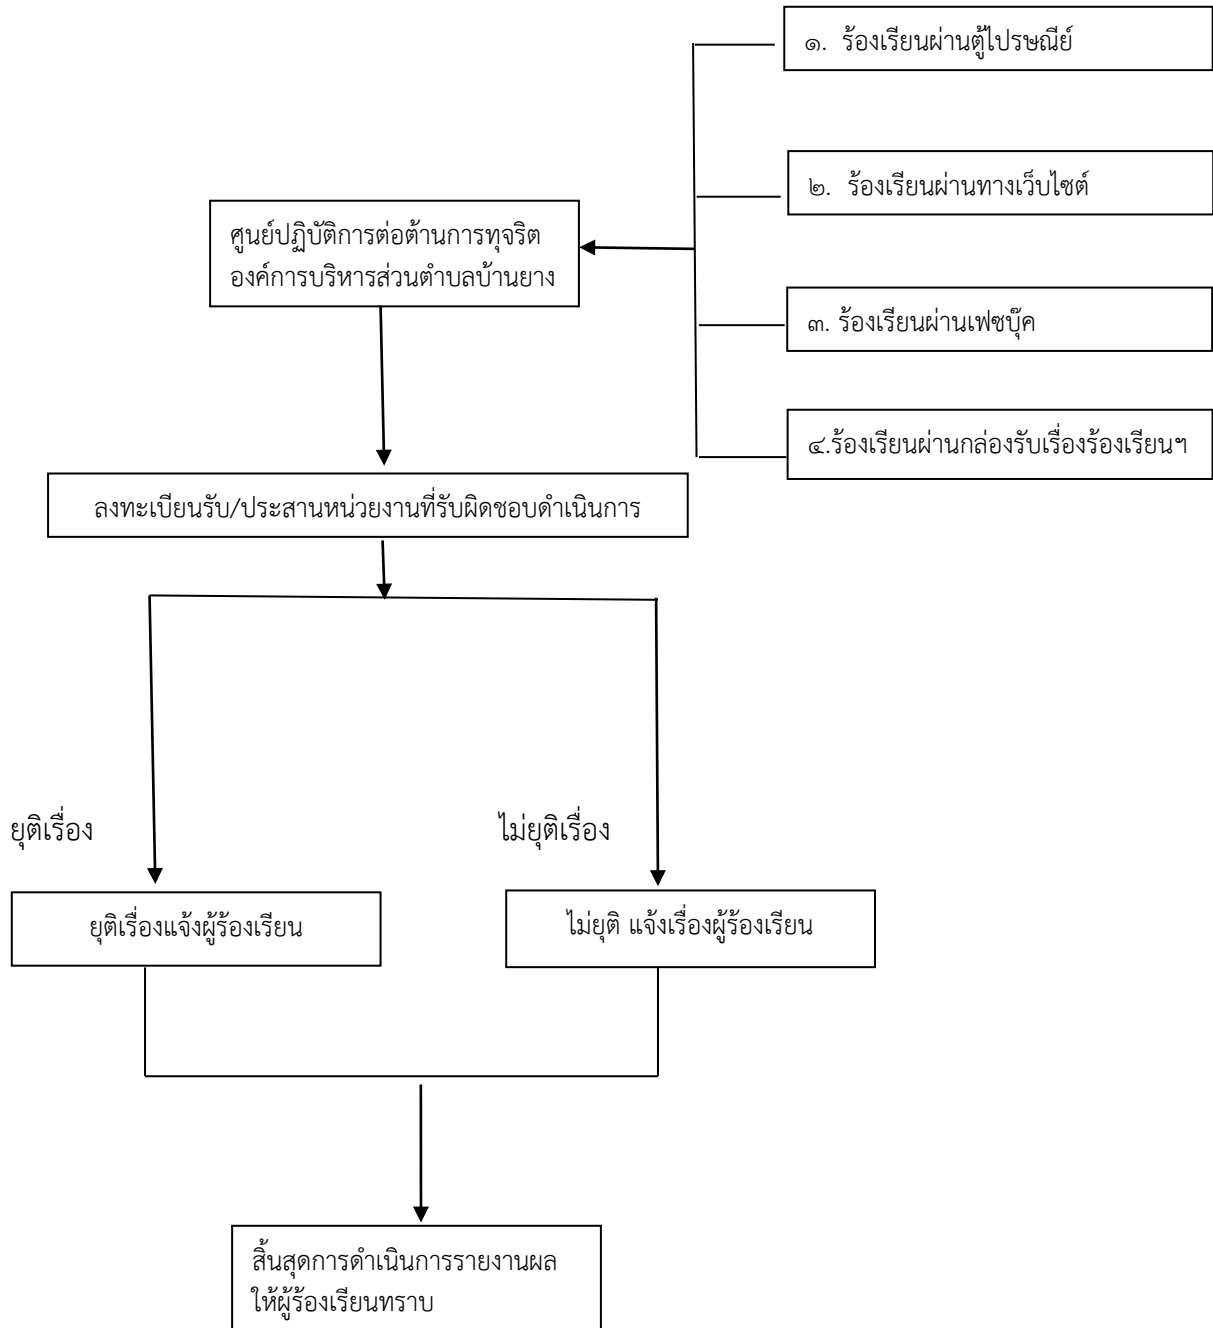 ๑. ร้องเรียนผ่านตู้ไปรษณีย์
๒. ร้องเรียนผ่านทางเว็บไซต์
ศูนย์ปฏิบัติการต่อต้านการทุจริต
องค์การบริหารส่วนตำบลบ้านยาง
๓. ร้องเรียนผ่านเฟซบุ๊ค
๔.ร้องเรียนผ่านกล่องรับเรื่องร้องเรียนฯ
ลงทะเบียนรับ/ประสานหน่วยงานที่รับผิดชอบดำเนินการ
ยุติเรื่อง
ไม่ยุติเรื่อง
ยุติเรื่องแจ้งผู้ร้องเรียน
ไม่ยุติ แจ้งเรื่องผู้ร้องเรียน
สิ้นสุดการดำเนินการรายงานผล
ให้ผู้ร้องเรียนทราบ